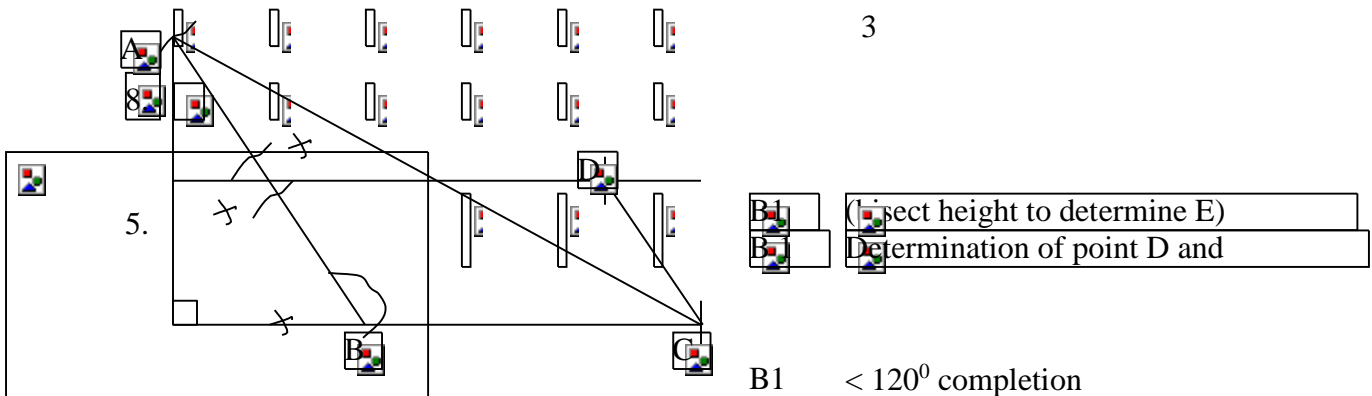 3
A
8
D
5.
B1 (bisect height to determine E)
B1 Determination of point D and
B
C
B1 < 120⁰ completion